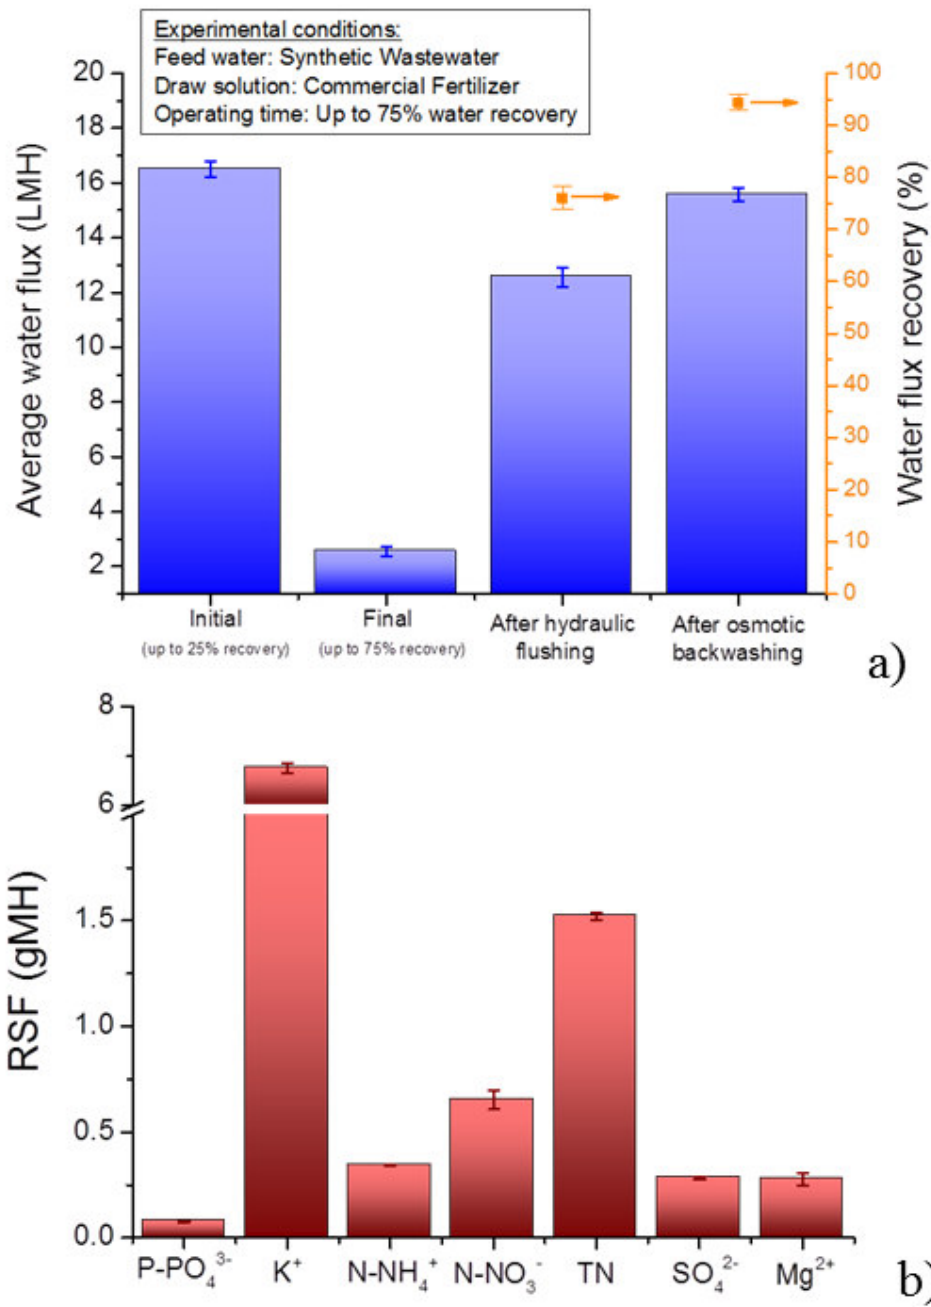 Experimental conditions:
Feed water: Synthetic Wastewater
Draw solution: Commercial Fertilizer
Operating time: Up to 75% water recovery
Average water flux (LMH)
20
18
16
14
12
10
8
6
4
2
100
90
80
70
60
50
40
30
20
10
0
Water flux recovery (%)
Initial
(up to 25% recovery)
Final
(up to 75% recovery)
After hydraulic
flushing
After osmotic
backwashing
a)
RSF (gMH)
8
6
1.5
1.0
0.5
0.0
P-PO₄³⁻ K⁺ N-NH₄⁺ N-NO₃⁻ TN SO₄²⁻ Mg²⁺
b)